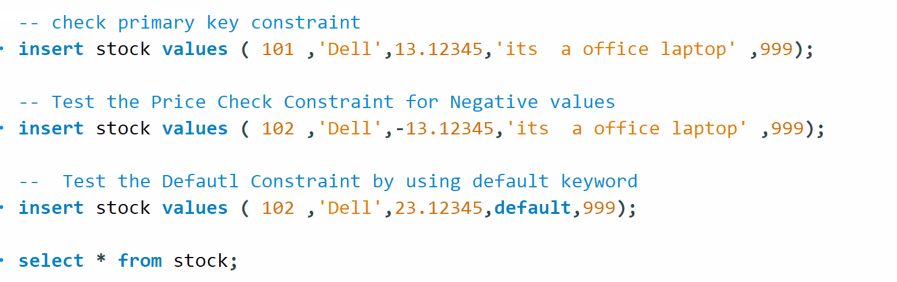 -- check primary key constraint
insert stock values ( 101 ,'Dell',13.12345,'its  a office laptop' ,999);
-- Test the Price Check Constraint for Negative values
insert stock values ( 102 ,'Dell',-13.12345,'its  a office laptop' ,999);
--  Test the Defautl Constraint by using default keyword
insert stock values ( 102 ,'Dell',23.12345,default,999);
select * from stock;